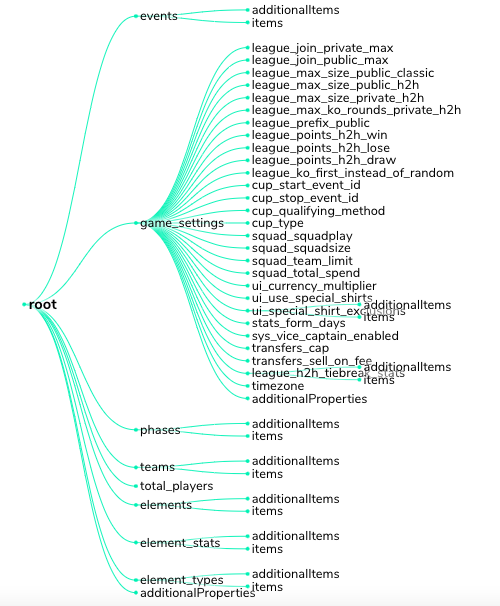 additionalItems
events
items
league_join_private_max
league_join_public_max
league_max_size_public_classic
league_max_size_public_h2h
league_max_size_private_h2h
league_max_ko_rounds_private_h2h
league_prefix_public
league_points_h2h_win
league_points_h2h_lose
league_points_h2h_draw
league_ko_first_instead_of_random
cup_start_event_id
cup_stop_event_id
cup_qualifying_method
game_settings
cup_type
squad_squadplay
squad_squadsize
squad_team_limit
squad_total_spend
ui_currency_multiplier
ui_use_special_shirts
additionalItems
root
ui_special_shirt_exclusions
items
stats_form_days
sys_vice_captain_enabled
transfers_cap
transfers_sell_on_fee
additionalItems
league_h2h_tiebreak_stats
items
timezone
additionalProperties
additionalItems
phases
items
additionalItems
teams
items
total_players
additionalItems
elements
items
additionalItems
element_stats
items
additionalItems
element_types
items
additionalProperties